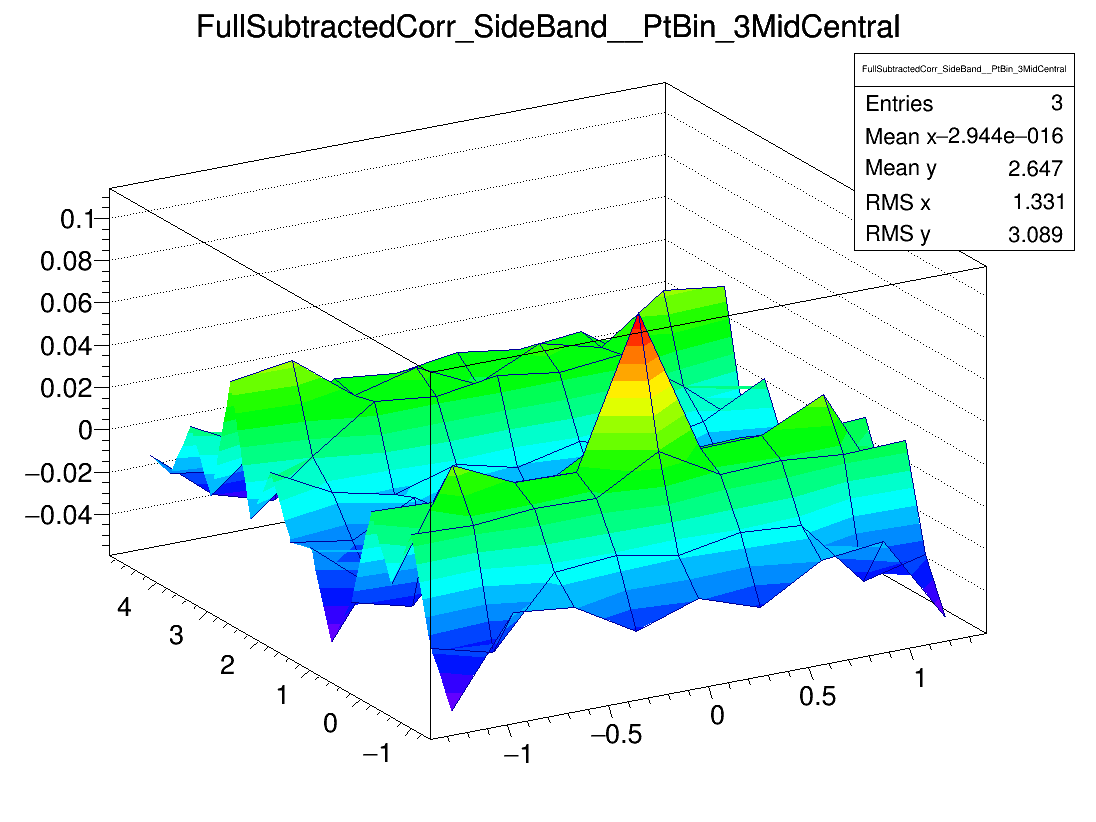 FullSubtractedCorr_SideBand__PtBin_3MidCentral
FullSubtractedCorr_SideBand__PtBin_3MidCentral
Entries 3
Mean x −2.944e−016
Mean y 2.647
RMS x 1.331
RMS y 3.089
0.1
0.08
0.06
0.04
0.02
0
−0.02
−0.04
4
3
2
1
0
−1
−1
−0.5
0
0.5
1